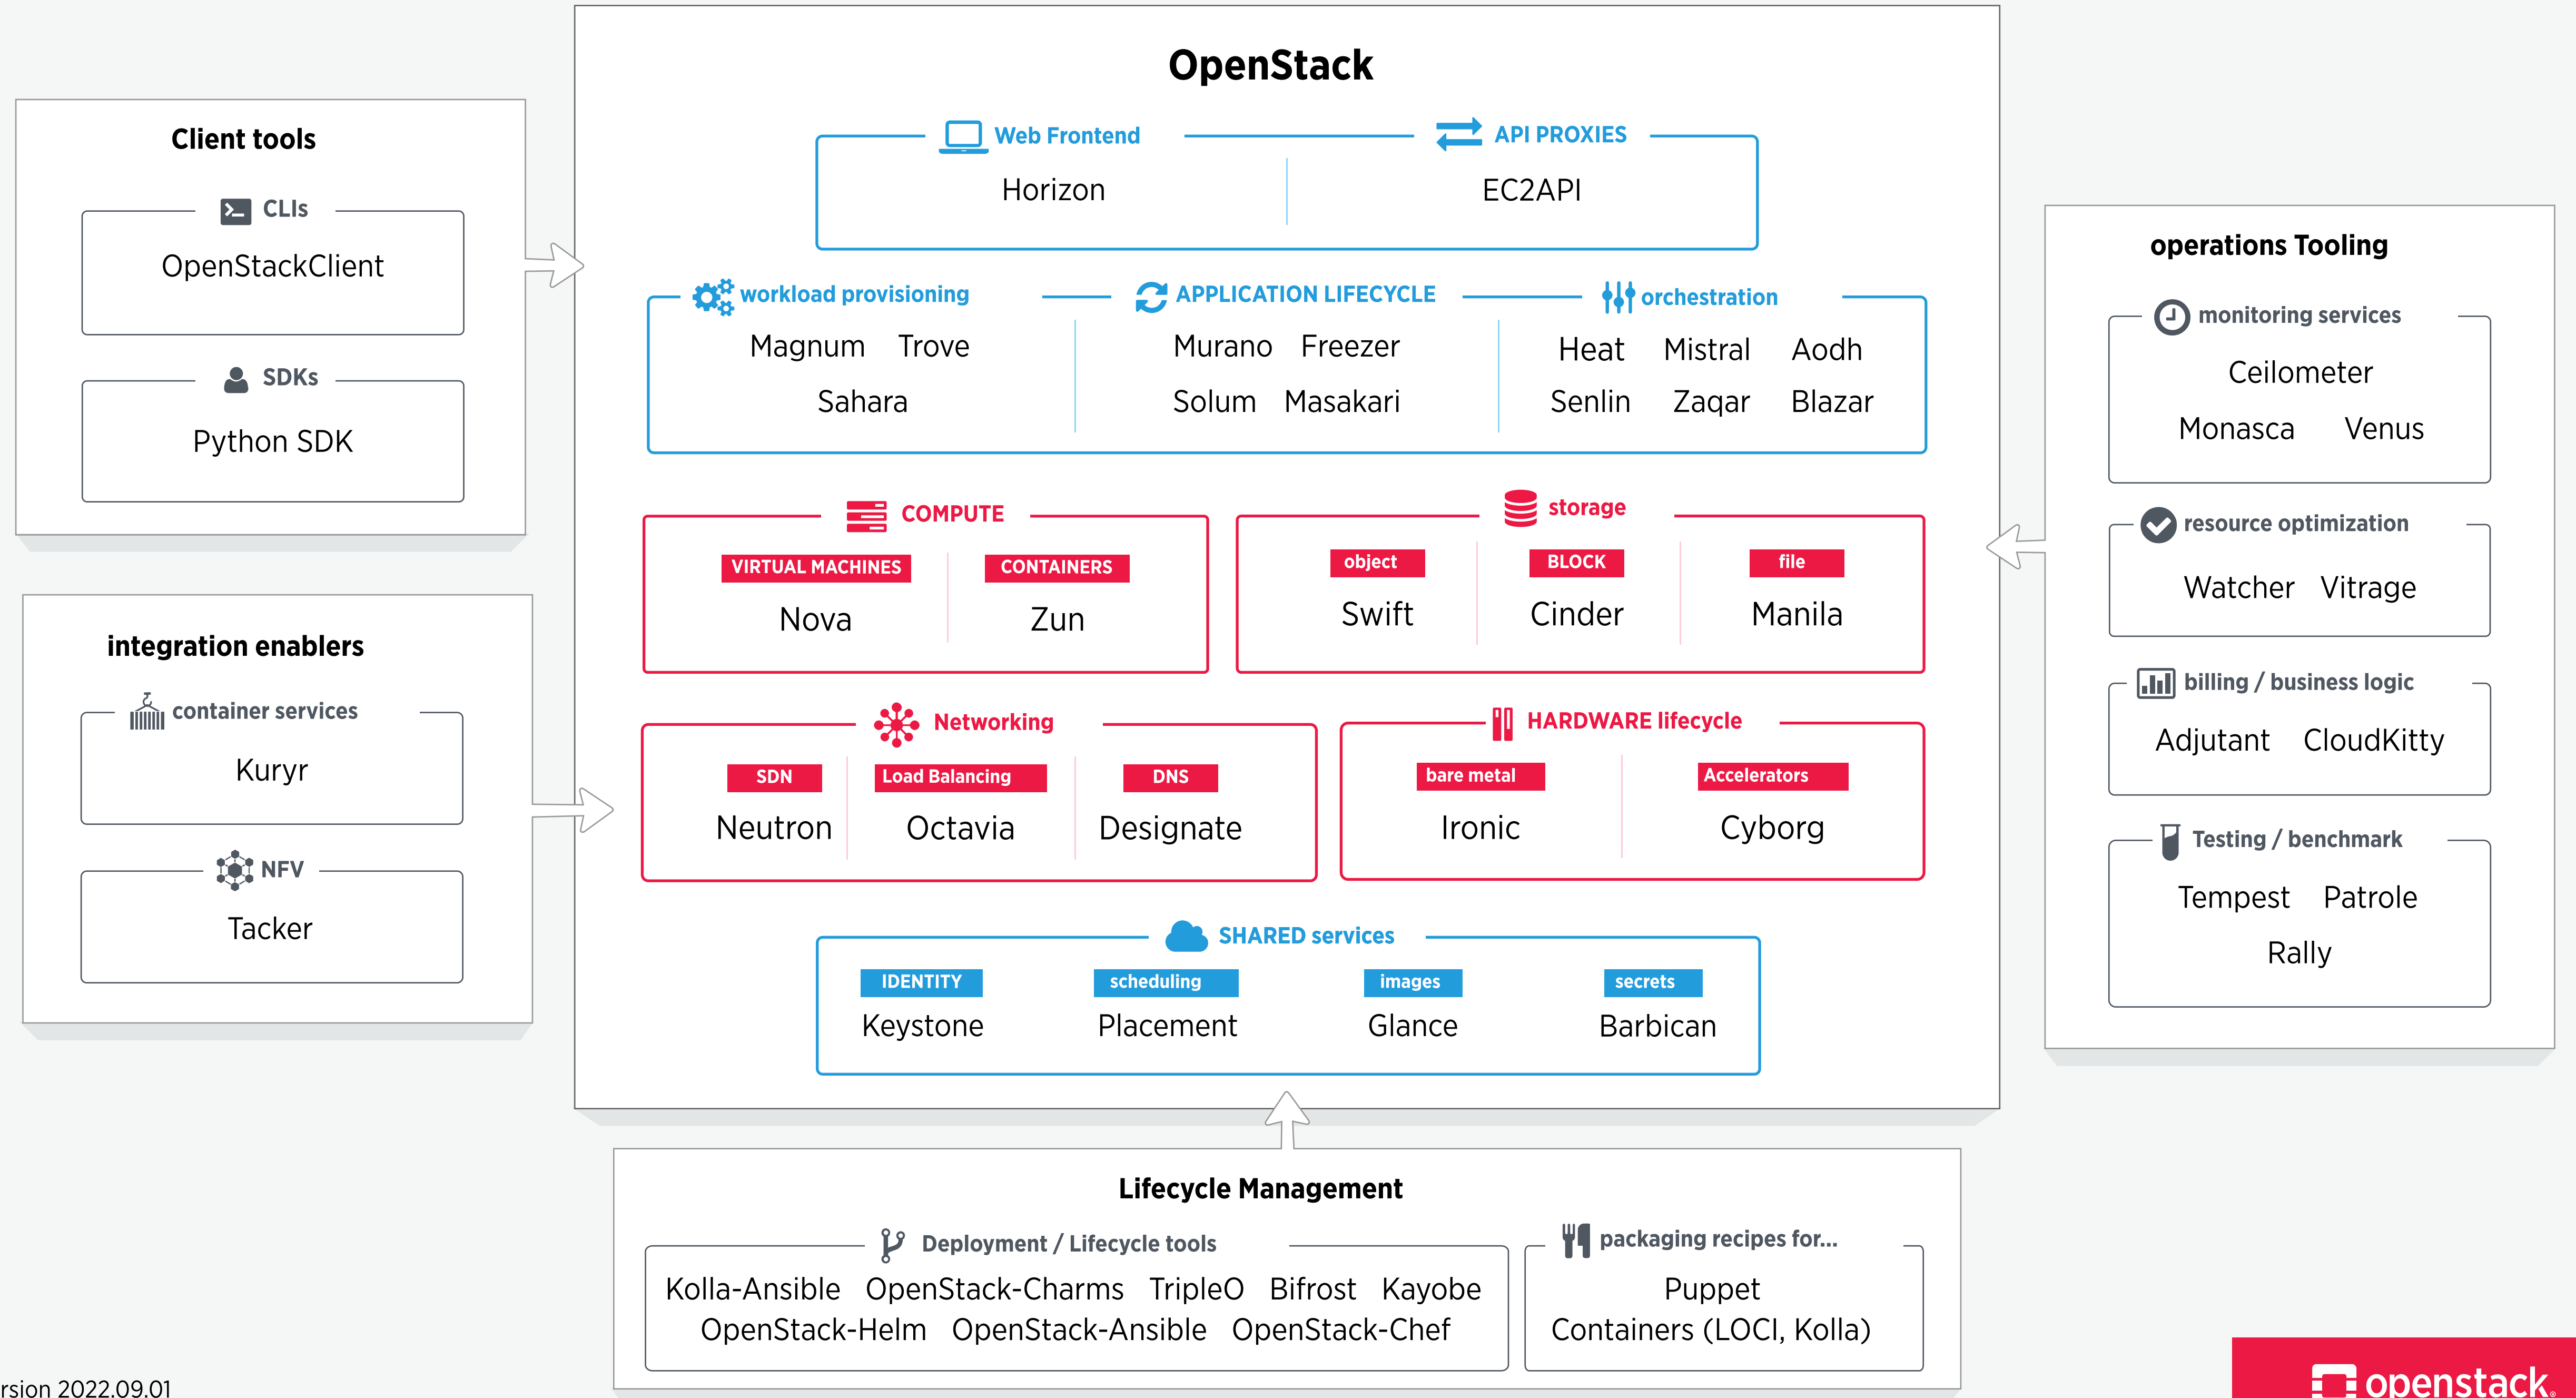 OpenStack
Web Frontend
Horizon
API PROXIES
EC2API
workload provisioning
Magnum Trove
Sahara
APPLICATION LIFECYCLE
Murano Freezer
Solum Masakari
orchestration
Heat Mistral Aodh
Senlin Zaqar Blazar
COMPUTE
VIRTUAL MACHINES
Nova
CONTAINERS
Zun
storage
object
Swift
BLOCK
Cinder
file
Manila
Networking
SDN
Neutron
Load Balancing
Octavia
DNS
Designate
HARDWARE lifecycle
bare metal
Ironic
Accelerators
Cyborg
SHARED services
IDENTITY
Keystone
scheduling
Placement
images
Glance
secrets
Barbican
Client tools
CLIs
OpenStackClient
SDKs
Python SDK
integration enablers
container services
Kuryr
NFV
Tacker
operations Tooling
monitoring services
Ceilometer
Monasca Venus
resource optimization
Watcher Vitrage
billing / business logic
Adjutant CloudKitty
Testing / benchmark
Tempest Patrole
Rally
Lifecycle Management
Deployment / Lifecycle tools
Kolla-Ansible OpenStack-Charms TripleO Bifrost Kayobe
OpenStack-Helm OpenStack-Ansible OpenStack-Chef
packaging recipes for...
Puppet
Containers (LOCI, Kolla)
rsion 2022.09.01
openstack.